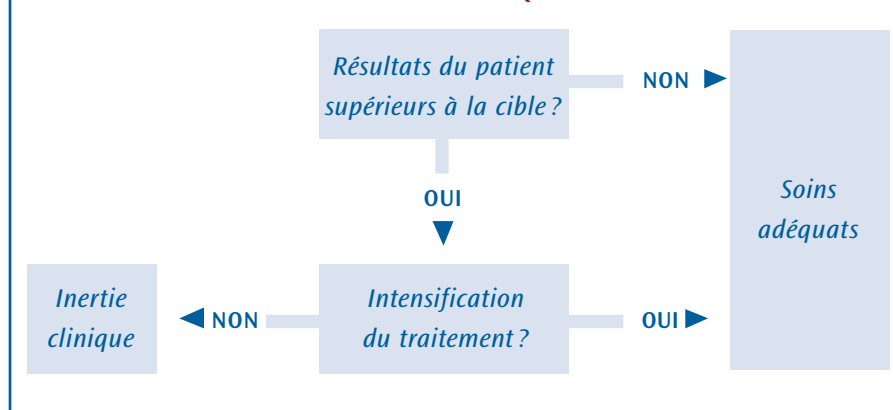 Résultats du patient
supérieurs à la cible ?
NON
OUI
Soins
adéquats
Inertie
clinique
NON
Intensification
du traitement ?
OUI